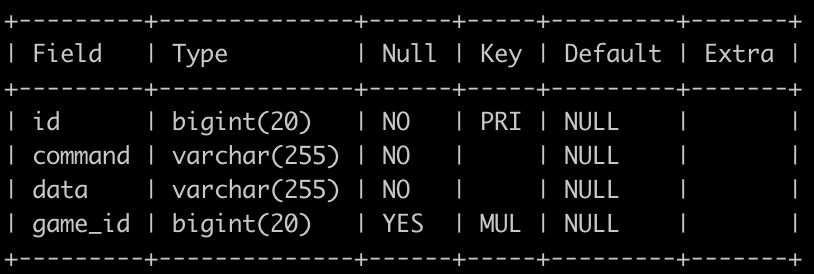 +---------+--------------+------+-----+---------+-------+
| Field   | Type         | Null | Key | Default | Extra |
+---------+--------------+------+-----+---------+-------+
| id      | bigint(20)   | NO   | PRI | NULL    |       |
| command | varchar(255) | NO   |     | NULL    |       |
| data    | varchar(255) | NO   |     | NULL    |       |
| game_id | bigint(20)   | YES  | MUL | NULL    |       |
+---------+--------------+------+-----+---------+-------+